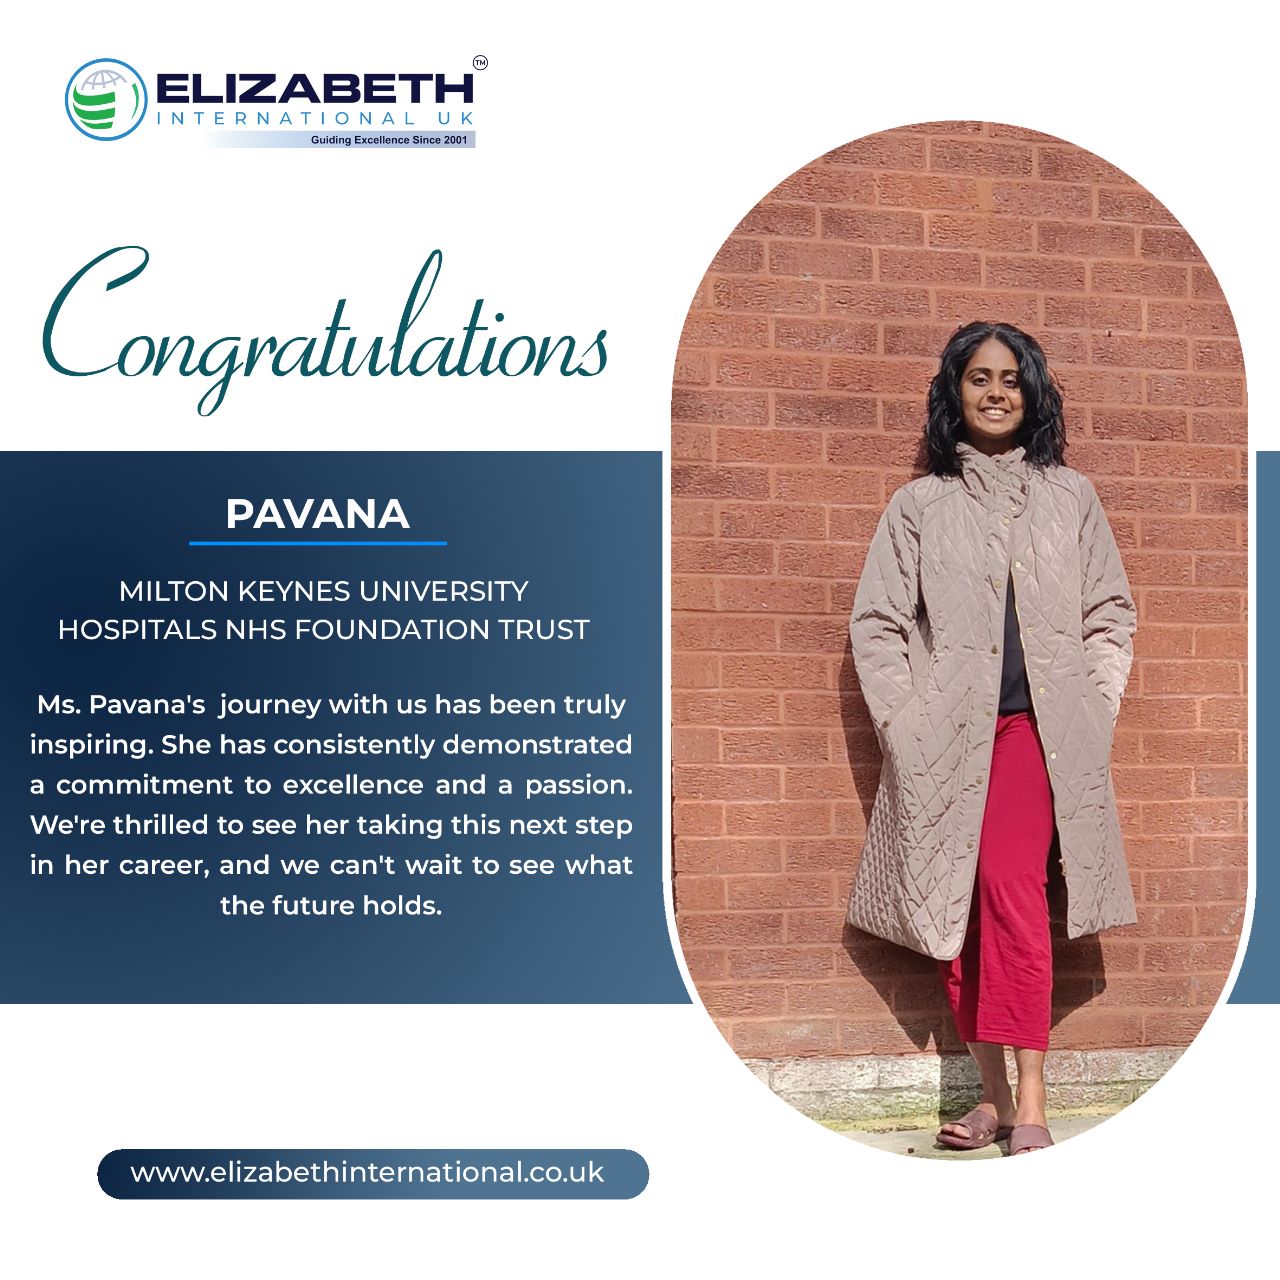 ELIZABETH TM
INTERNATIONAL UK
Guiding Excellence Since 2001
Congratulations
PAVANA
MILTON KEYNES UNIVERSITY
HOSPITALS NHS FOUNDATION TRUST
Ms. Pavana's journey with us has been truly
inspiring. She has consistently demonstrated
a commitment to excellence and a passion.
We're thrilled to see her taking this next step
in her career, and we can't wait to see what
the future holds.
www.elizabethinternational.co.uk